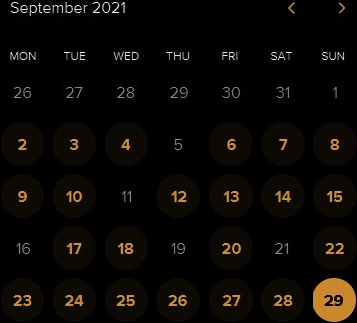 September 2021
MON TUE WED THU FRI SAT SUN
26 27 28 29 30 31 1
2 3 4 5 6 7 8
9 10 11 12 13 14 15
16 17 18 19 20 21 22
23 24 25 26 27 28 29